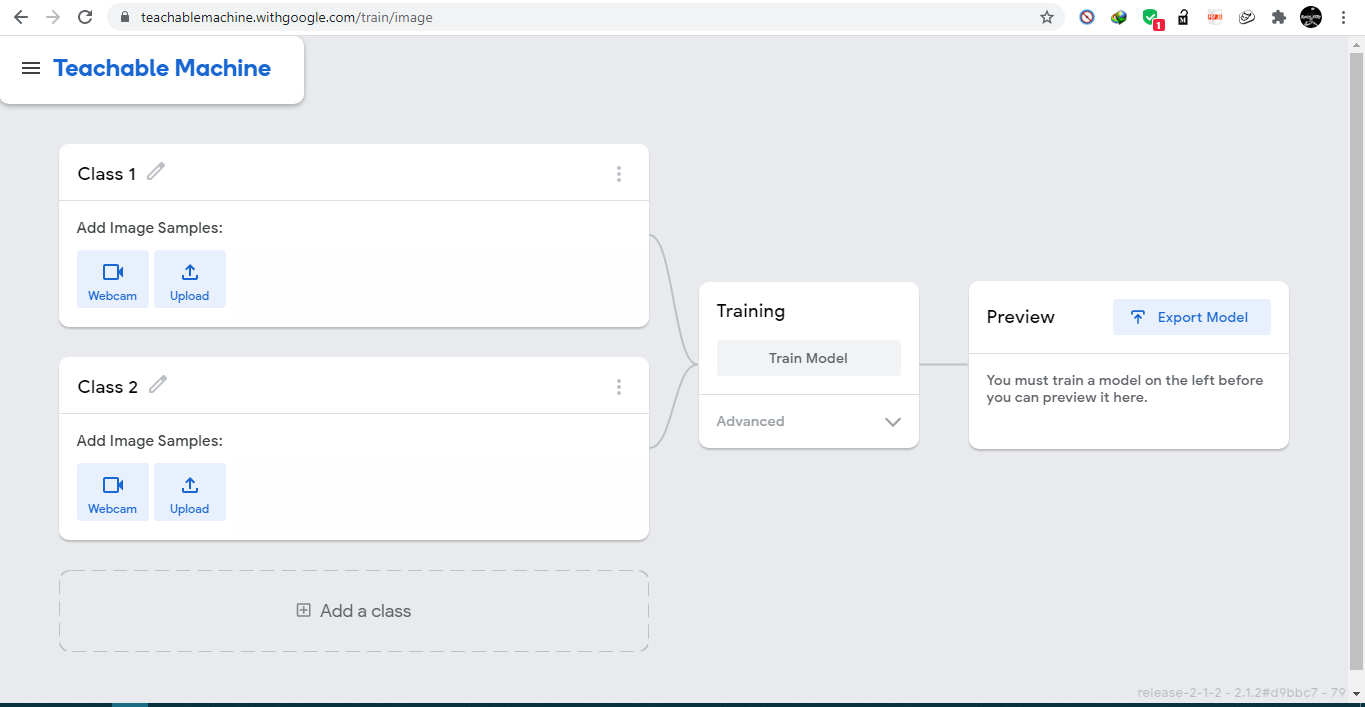 teachablemachine.withgoogle.com/train/image
1
Teachable Machine
Class 1
Add Image Samples:
Webcam
Upload
Class 2
Add Image Samples:
Webcam
Upload
Add a class
Training
Train Model
Advanced
Preview
Export Model
You must train a model on the left before
you can preview it here.
release-2-1-2 - 2.1.2#d9bbc7 - 79